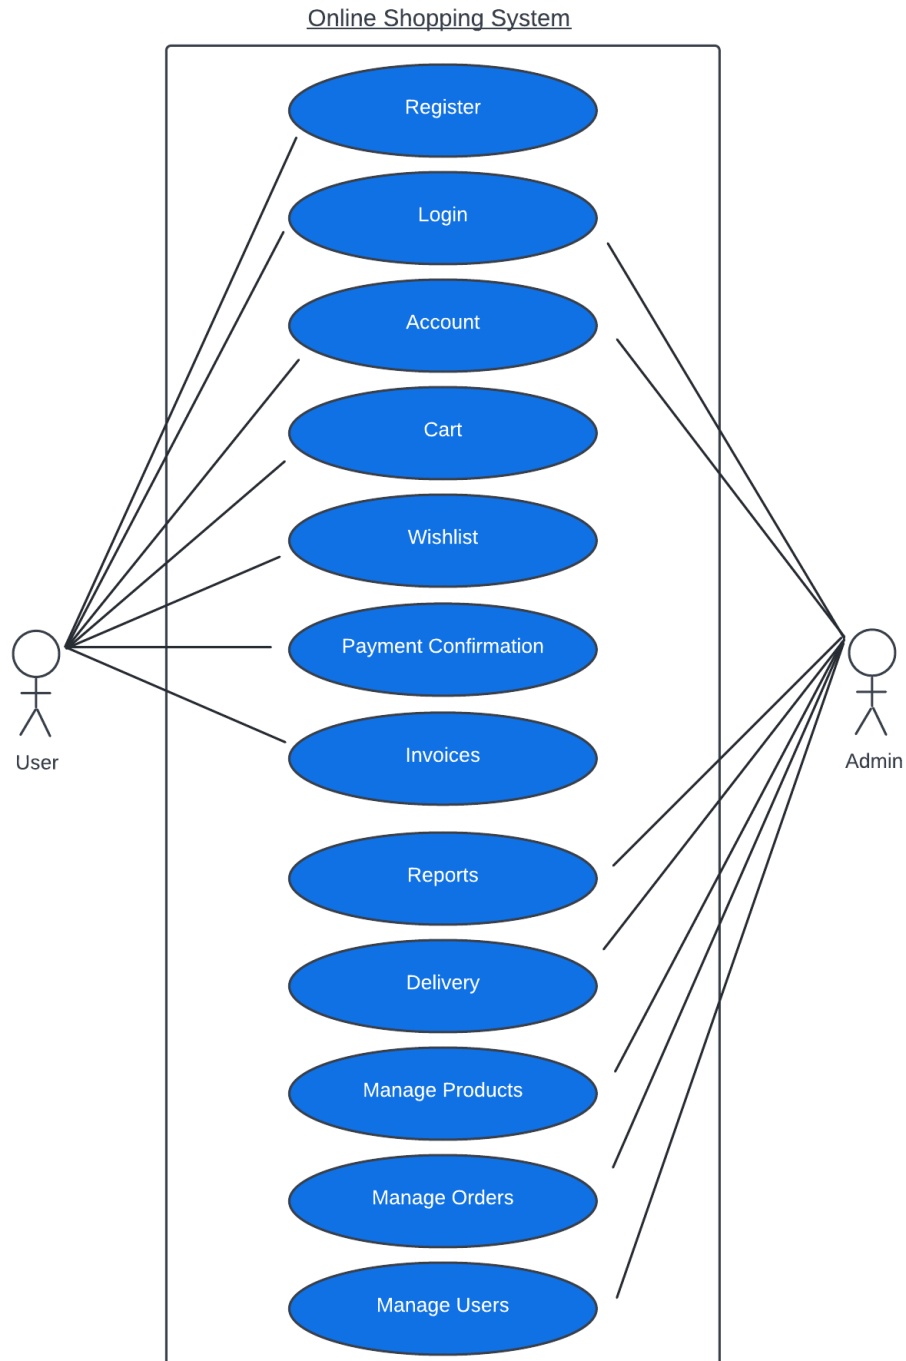 Online Shopping System
Register
Login
Account
Cart
Wishlist
Payment Confirmation
Invoices
User
Admin
Reports
Delivery
Manage Products
Manage Orders
Manage Users